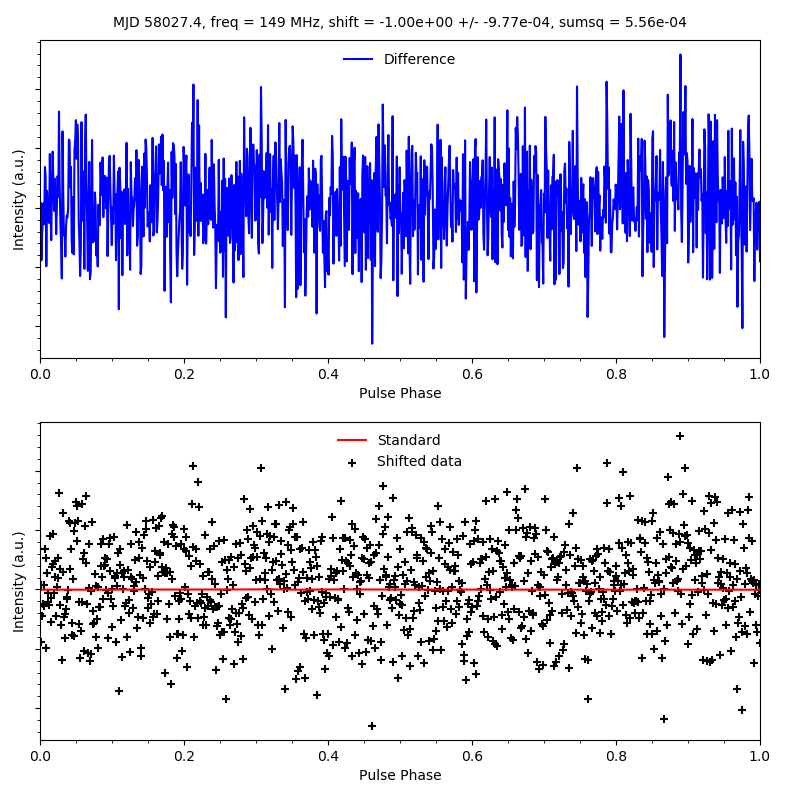 MJD 58027.4, freq = 149 MHz, shift = -1.00e+00 +/- -9.77e-04, sumsq = 5.56e-04
Difference
Intensity (a.u.)
0.0 0.2 0.4 0.6 0.8 1.0
Pulse Phase
Standard
Shifted data
Intensity (a.u.)
0.0 0.2 0.4 0.6 0.8 1.0
Pulse Phase